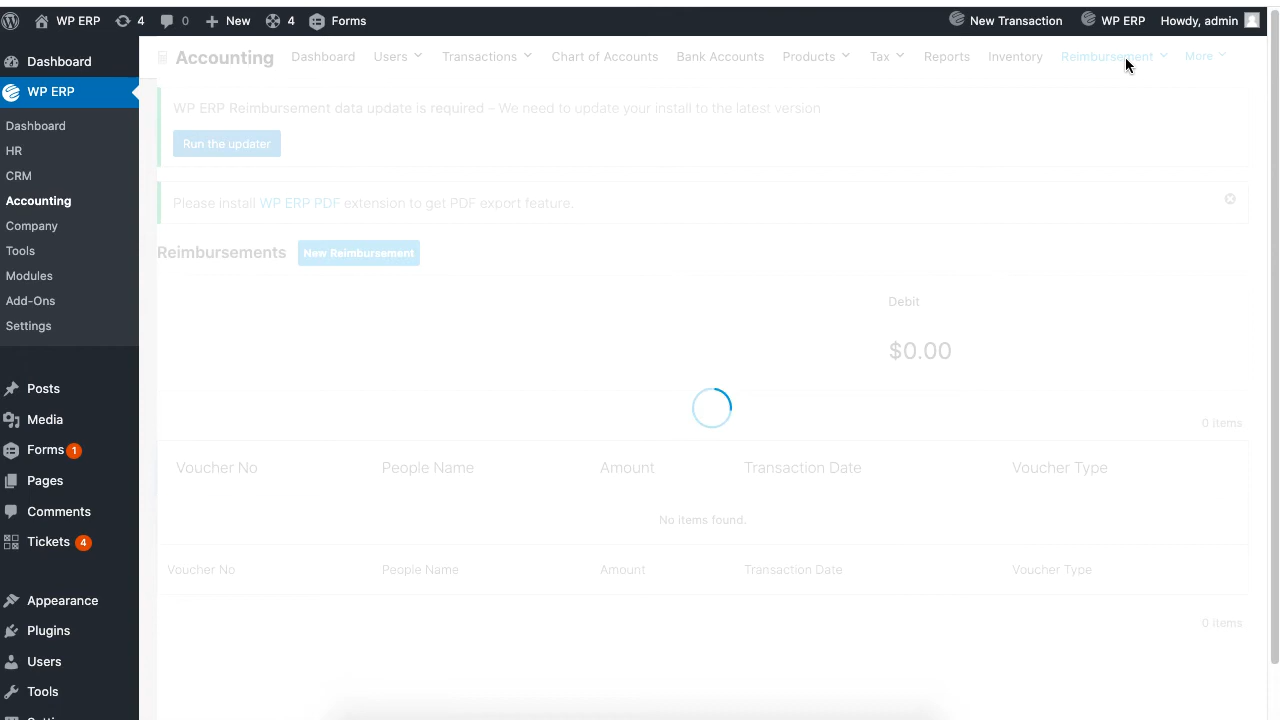 WP ERP 4 0 New 4 Forms New Transaction WP ERP Howdy, admin
Dashboard
WP ERP
Dashboard
HR
CRM
Accounting
Company
Tools
Modules
Add-Ons
Settings
Posts
Media
Forms 1
Pages
Comments
Tickets 4
Appearance
Plugins
Users
Tools
Accounting Dashboard Users Transactions Chart of Accounts Bank Accounts Products Tax Reports Inventory Reimbursement More
WP ERP Reimbursement data update is required – We need to update your install to the latest version
Run the updater
Please install WP ERP PDF extension to get PDF export feature.
Reimbursements New Reimbursement
Debit
$0.00
0 items
Voucher No People Name Amount Transaction Date Voucher Type
No items found.
Voucher No People Name Amount Transaction Date Voucher Type
0 items